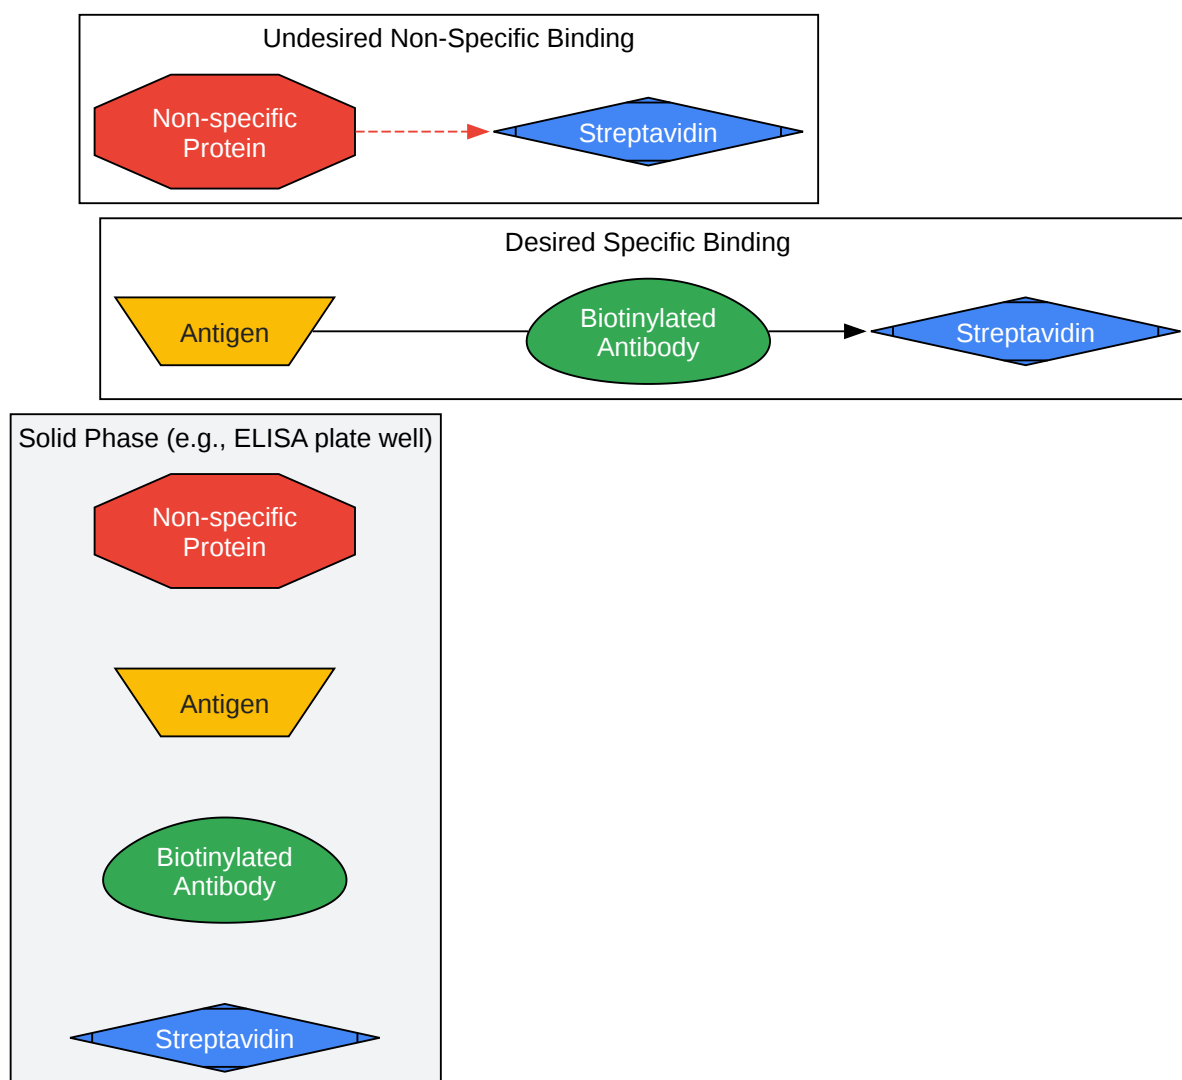 Undesired Non-Specific Binding
Non-specific
Protein
Streptavidin
Desired Specific Binding
Antigen
Biotinylated
Antibody
Streptavidin
Solid Phase (e.g., ELISA plate well)
Non-specific
Protein
Antigen
Biotinylated
Antibody
Streptavidin